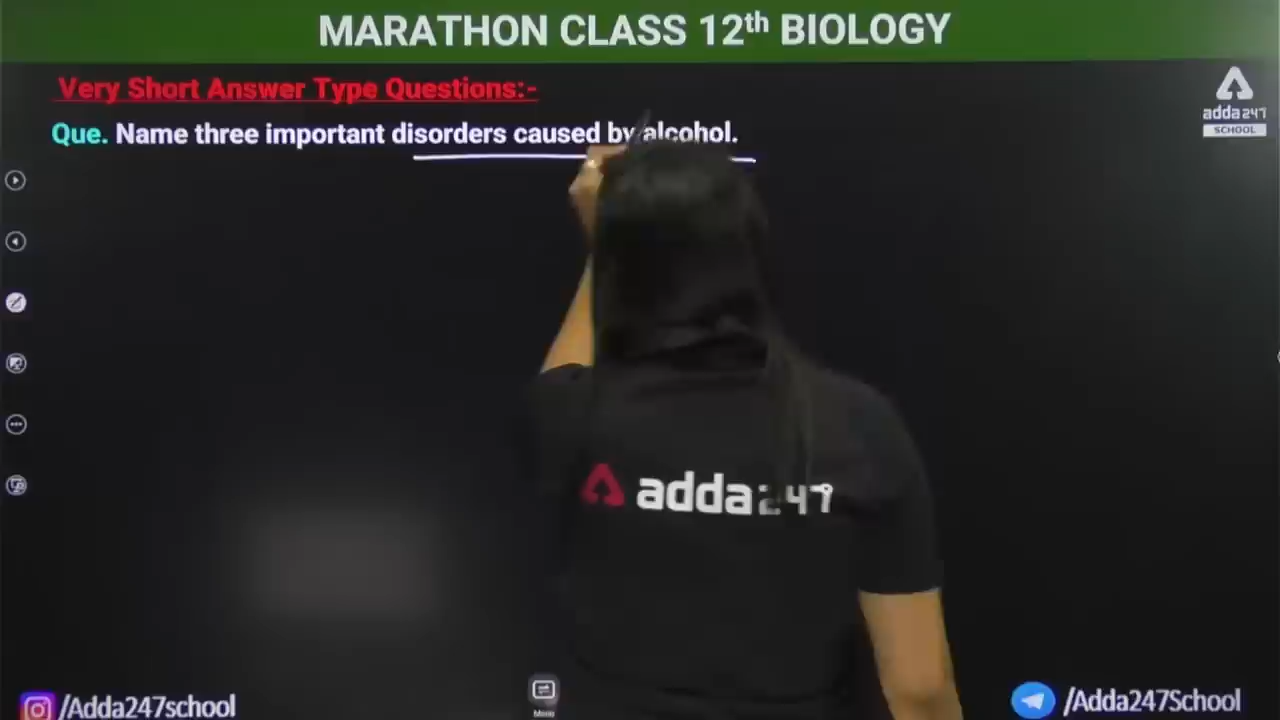 MARATHON CLASS 12th BIOLOGY
Very Short Answer Type Questions:-
Que. Name three important disorders caused by alcohol.
adda247
SCHOOL
adda247
/Adda247school
More
/Adda247School